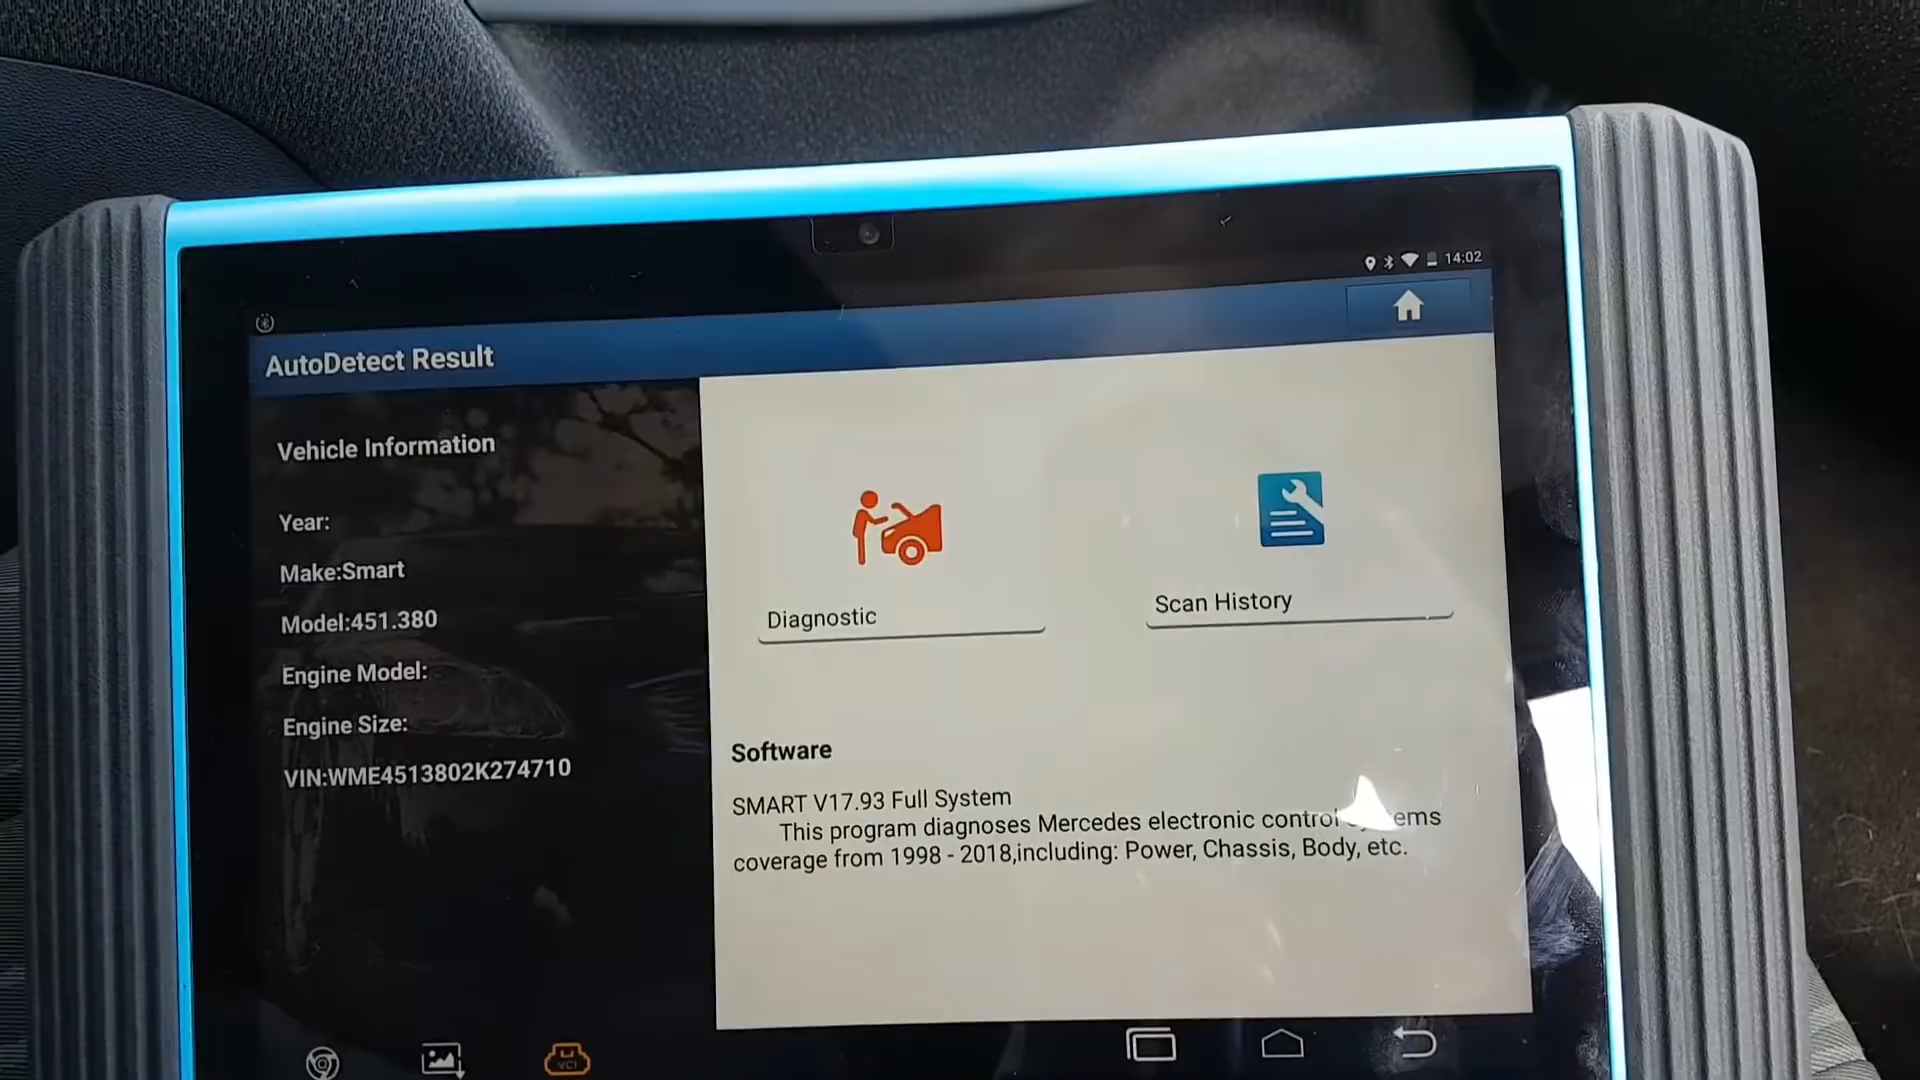 14:02
AutoDetect Result
Vehicle Information
Year:
Make:Smart
Model:451.380
Engine Model:
Engine Size:
VIN:WME4513802K274710
Diagnostic
Scan History
Software
SMART V17.93 Full System
This program diagnoses Mercedes electronic control
coverage from 1998 - 2018,including: Power, Chassis, Body, etc.
VCI